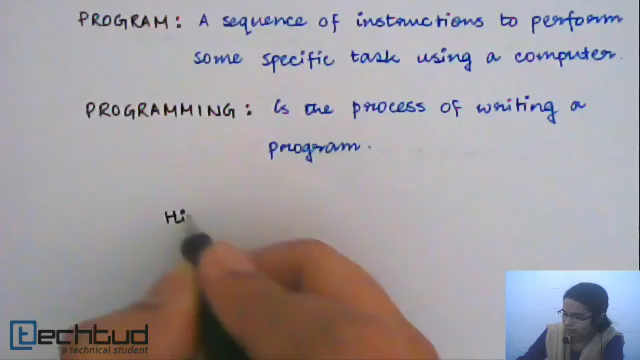 PROGRAM: A sequence of instructions to perform
some specific task using a computer.
PROGRAMMING: is the process of writing a
program.
Hi
techtud
a technical student